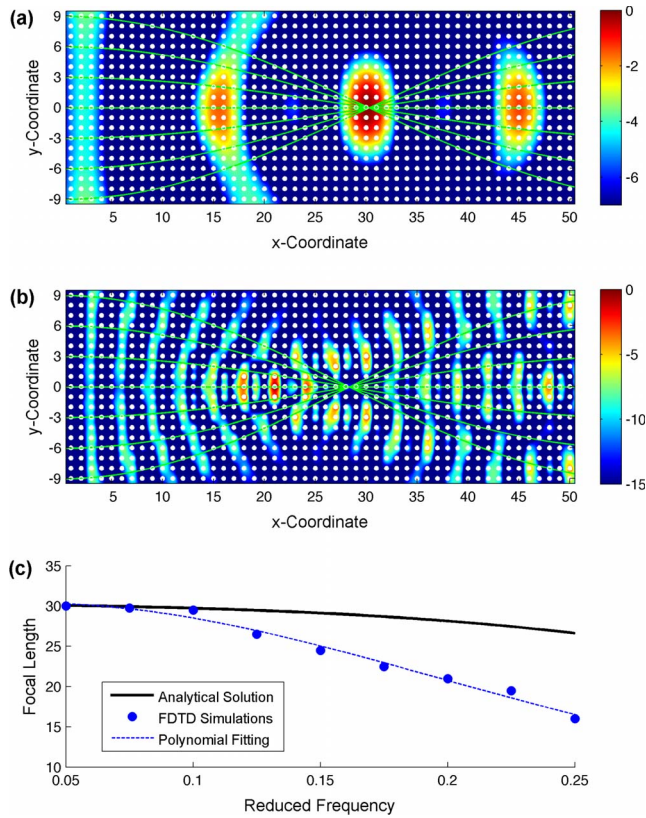 (a)
9
6
3
0
-3
-6
-9
y-Coordinate
5 10 15 20 25 30 35 40 45 50
x-Coordinate
0
-2
-4
-6
(b)
9
6
3
0
-3
-6
-9
y-Coordinate
5 10 15 20 25 30 35 40 45 50
x-Coordinate
0
-5
-10
-15
(c)
35
30
25
20
15
10
Focal Length
Analytical Solution
FDTD Simulations
Polynomial Fitting
0.05 0.1 0.15 0.2 0.25
Reduced Frequency